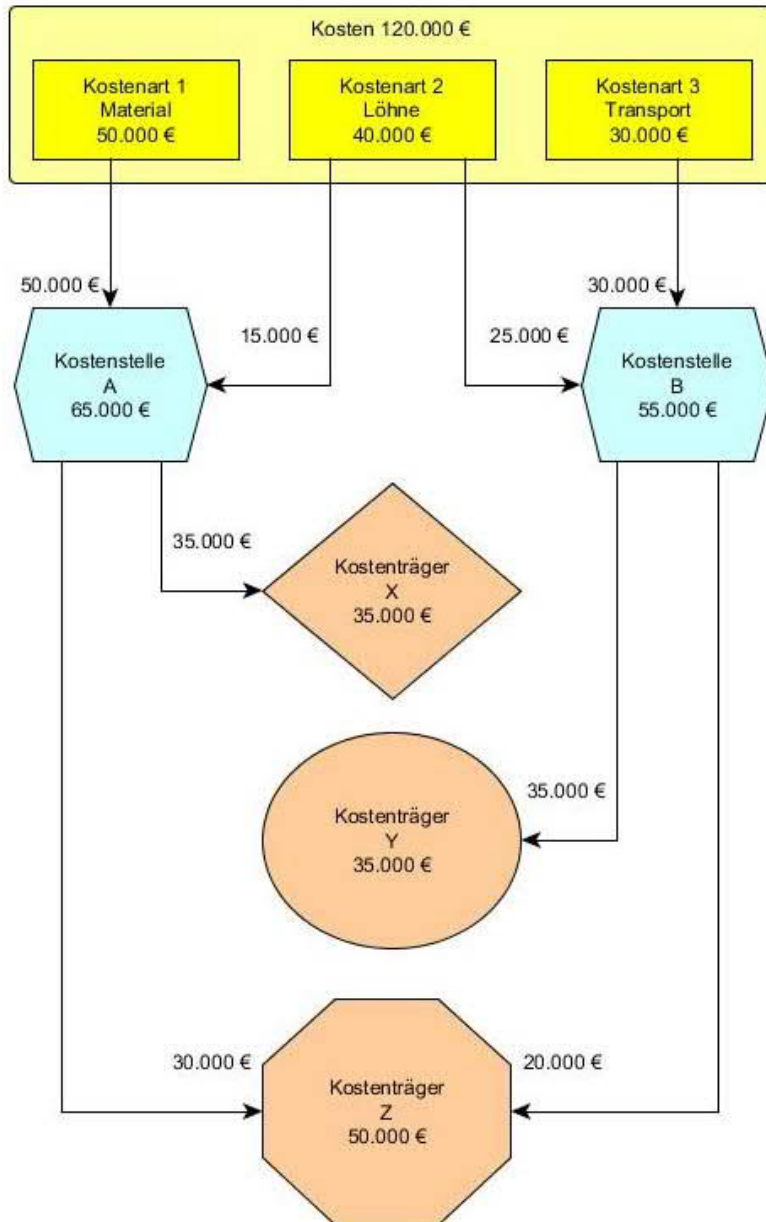 Kosten 120.000 €
Kostenart 1
Material
50.000 €
Kostenart 2
Löhne
40.000 €
Kostenart 3
Transport
30.000 €
50.000 €
15.000 €
25.000 €
30.000 €
Kostenstelle
A
65.000 €
Kostenstelle
B
55.000 €
35.000 €
Kostenträger
X
35.000 €
35.000 €
Kostenträger
Y
35.000 €
30.000 €
20.000 €
Kostenträger
Z
50.000 €